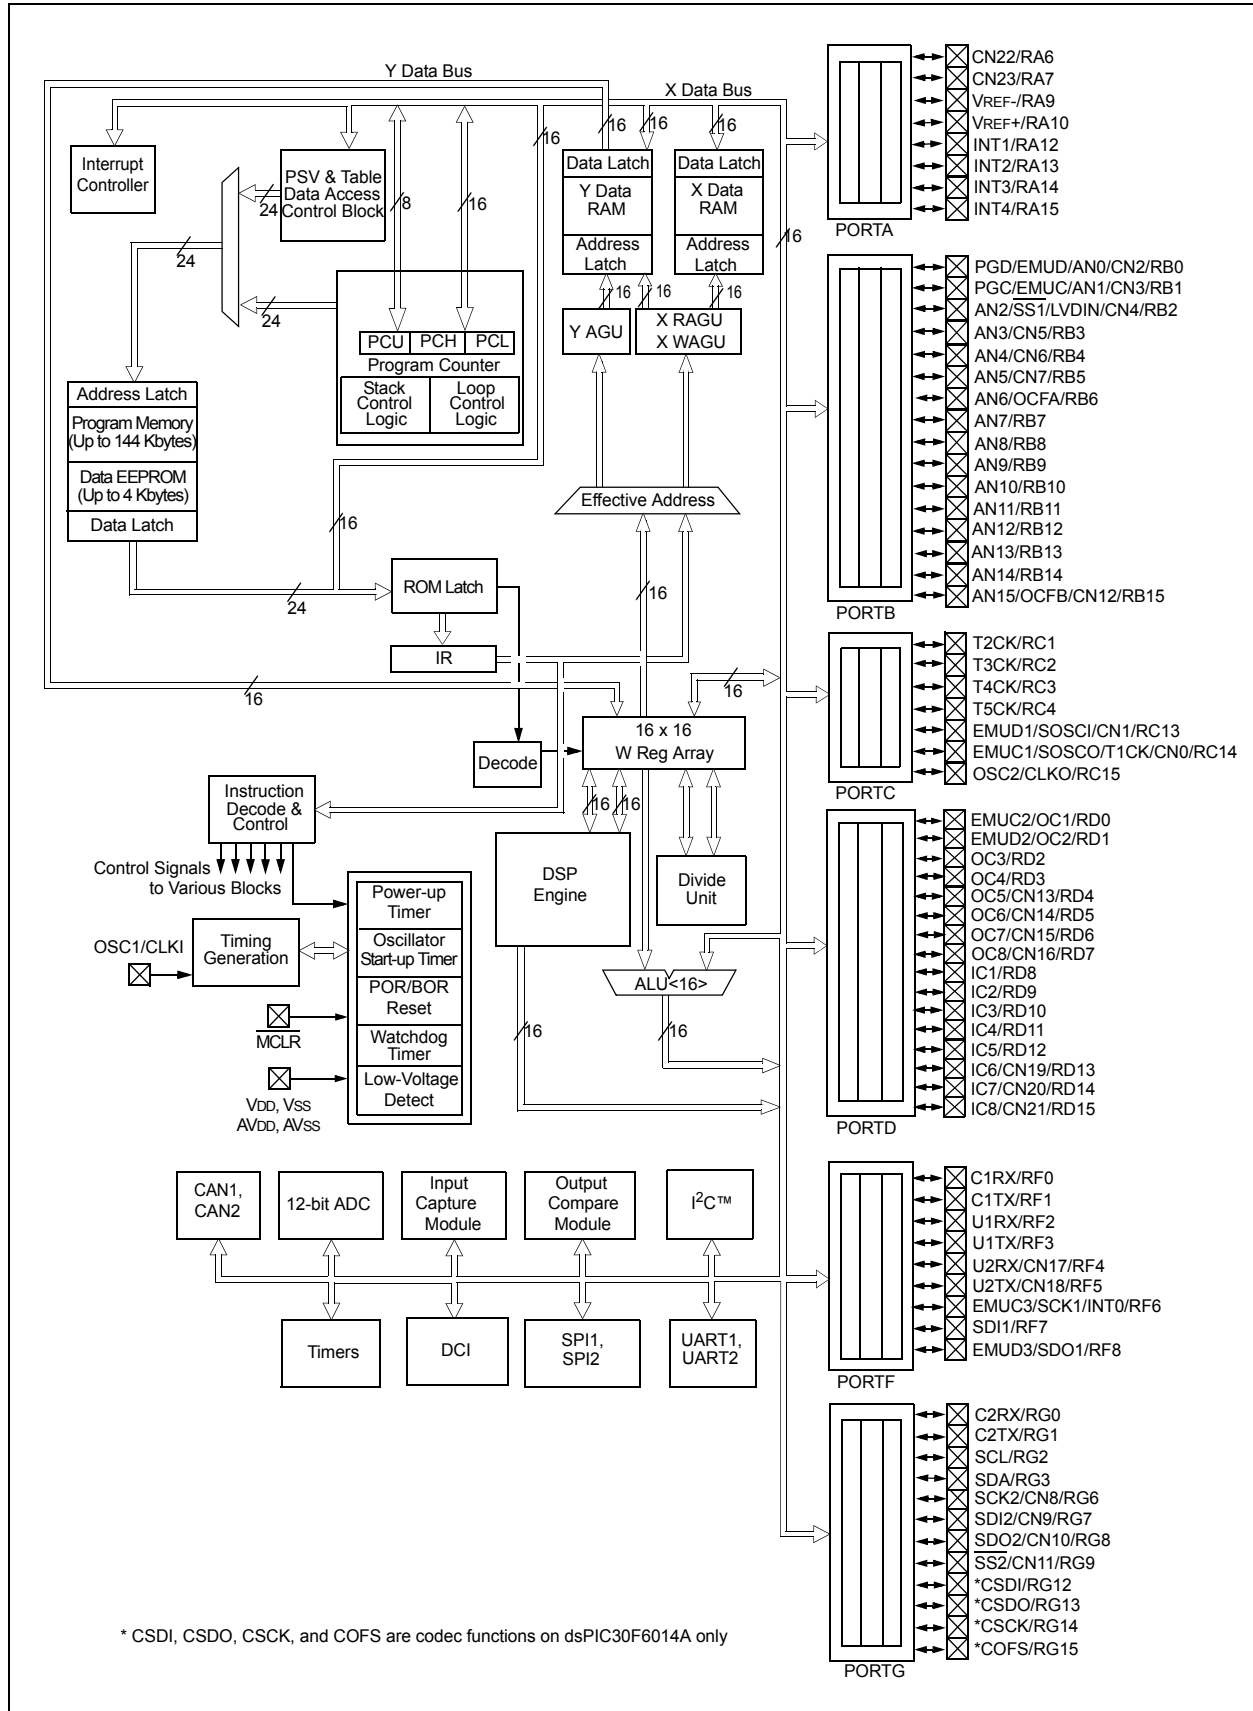 Y Data Bus
X Data Bus
16
16
16
16
Interrupt
Controller
PSV & Table
Data Access
Control Block
24
8
16
Data Latch
Y Data
RAM
Address
Latch
Data Latch
X Data
RAM
Address
Latch
16
24
24
16
16
16
Y AGU
X RAGU
X WAGU
PCU
PCH
PCL
Program Counter
Stack
Control
Logic
Loop
Control
Logic
Address Latch
Program Memory
(Up to 144 Kbytes)
Data EEPROM
(Up to 4 Kbytes)
Data Latch
Effective Address
16
24
ROM Latch
16
IR
16
16
16 x 16
W Reg Array
Decode
Instruction
Decode &
Control
16
16
Control Signals
to Various Blocks
DSP
Engine
Divide
Unit
Power-up
Timer
Oscillator
Start-up Timer
POR/BOR
Reset
Watchdog
Timer
Low-Voltage
Detect
OSC1/CLKI
Timing
Generation
MCLR
VDD, VSS
AVDD, AVSS
ALU<16>
16
16
CAN1,
CAN2
12-bit ADC
Input
Capture
Module
Output
Compare
Module
I2C™
Timers
DCI
SPI1,
SPI2
UART1,
UART2
CN22/RA6
CN23/RA7
VREF-/RA9
VREF+/RA10
INT1/RA12
INT2/RA13
INT3/RA14
INT4/RA15
PORTA
PGD/EMUD/AN0/CN2/RB0
PGC/EMUC/AN1/CN3/RB1
AN2/SS1/LVDIN/CN4/RB2
AN3/CN5/RB3
AN4/CN6/RB4
AN5/CN7/RB5
AN6/OCFA/RB6
AN7/RB7
AN8/RB8
AN9/RB9
AN10/RB10
AN11/RB11
AN12/RB12
AN13/RB13
AN14/RB14
AN15/OCFB/CN12/RB15
PORTB
T2CK/RC1
T3CK/RC2
T4CK/RC3
T5CK/RC4
EMUD1/SOSCI/CN1/RC13
EMUC1/SOSCO/T1CK/CN0/RC14
OSC2/CLKO/RC15
PORTC
EMUC2/OC1/RD0
EMUD2/OC2/RD1
OC3/RD2
OC4/RD3
OC5/CN13/RD4
OC6/CN14/RD5
OC7/CN15/RD6
OC8/CN16/RD7
IC1/RD8
IC2/RD9
IC3/RD10
IC4/RD11
IC5/RD12
IC6/CN19/RD13
IC7/CN20/RD14
IC8/CN21/RD15
PORTD
C1RX/RF0
C1TX/RF1
U1RX/RF2
U1TX/RF3
U2RX/CN17/RF4
U2TX/CN18/RF5
EMUC3/SCK1/INT0/RF6
SDI1/RF7
EMUD3/SDO1/RF8
PORTF
C2RX/RG0
C2TX/RG1
SCL/RG2
SDA/RG3
SCK2/CN8/RG6
SDI2/CN9/RG7
SDO2/CN10/RG8
SS2/CN11/RG9
*CSDI/RG12
*CSDO/RG13
*CSCK/RG14
*COFS/RG15
PORTG
* CSDI, CSDO, CSCK, and COFS are codec functions on dsPIC30F6014A only